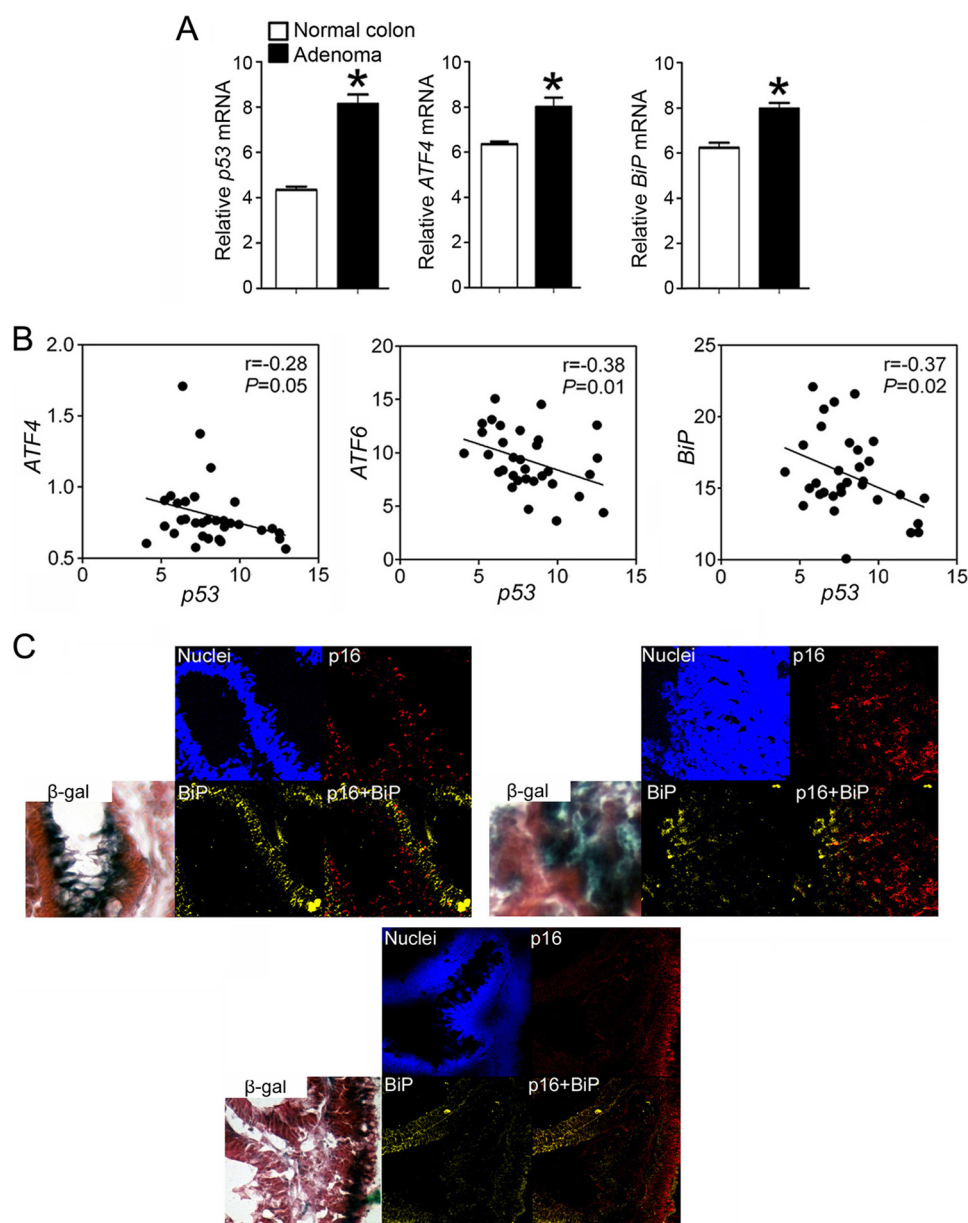 A
Normal colon
Adenoma
Relative p53 mRNA
10
8
6
4
2
0
*
Relative ATF4 mRNA
10
8
6
4
2
0
*
Relative BiP mRNA
10
8
6
4
2
0
*
B
ATF4
2.0
1.5
1.0
0.5
0 5 10 15
p53
r=-0.28
P=0.05
ATF6
20
15
10
5
0
0 5 10 15
p53
r=-0.38
P=0.01
BiP
25
20
15
10
0 5 10 15
p53
r=-0.37
P=0.02
C
Nuclei p16
β-gal BiP p16+BiP
Nuclei p16
β-gal BiP p16+BiP
Nuclei p16
β-gal BiP p16+BiP